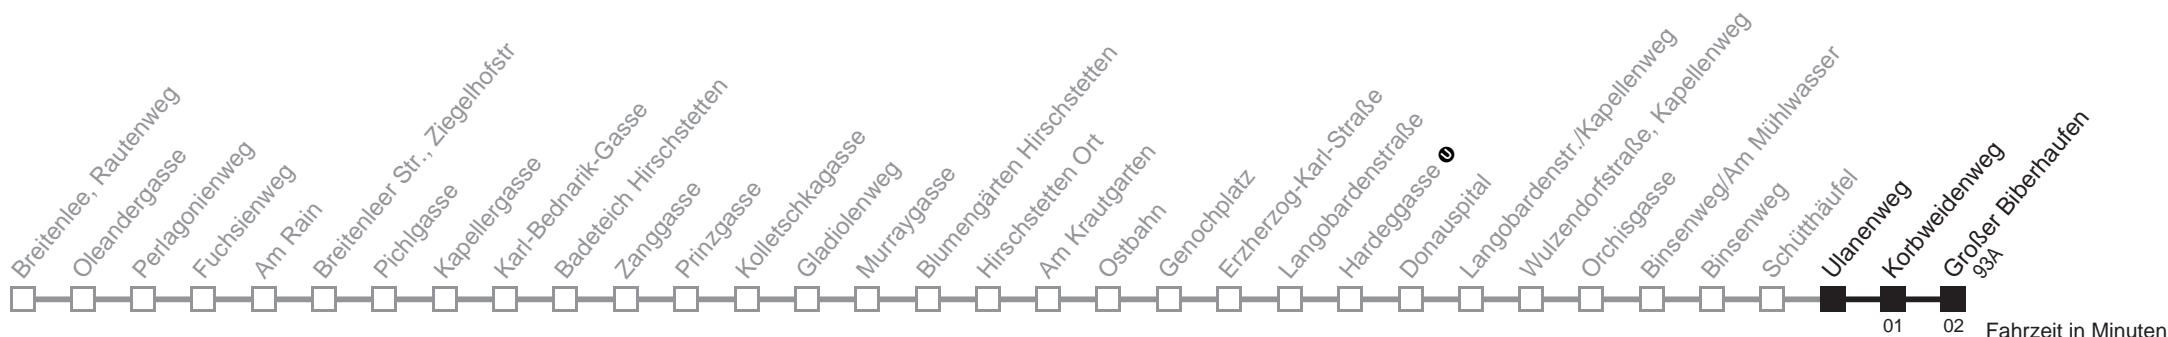 Breitenlee, Rautenweg
Oleandergasse
Perlagonienweg
Fuchsienweg
Am Rain
Breitenleer Str., Ziegelhofstr
Pichlgasse
Kapellergasse
Karl-Bednarik-Gasse
Badeteich Hirschstetten
Zanggasse
Prinzgasse
Kolletschkagasse
Gladiolenweg
Murraygasse
Blumengärten Hirschstetten
Hirschstetten Ort
Am Krautgarten
Ostbahn
Genochplatz
Erzherzog-Karl-Straße
Langobardenstraße
Hardeggasse U
Donauspital
Langobardenstr./Kapellenweg
Wulzendorfstraße, Kapellenweg
Orchisgasse
Binsenweg/Am Mühlwasser
Binsenweg
Schütthäufel
Ulanenweg
Korbweidenweg
Großer Biberhaufen
93A
01
02
Fahrzeit in Minuten